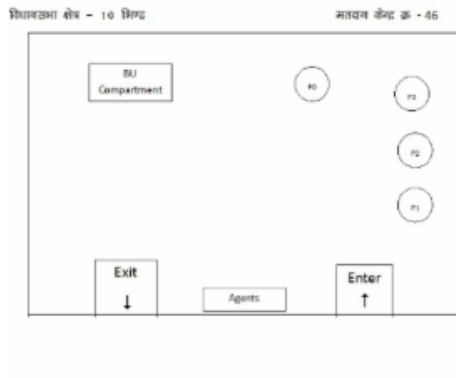 विधानसभा क्षेत्र - 10 भिण्ड
मतदान केन्द्र क्र - 46
BU
Compartment
P0
P3
P2
P1
Exit
↓
Agents
Enter
↑